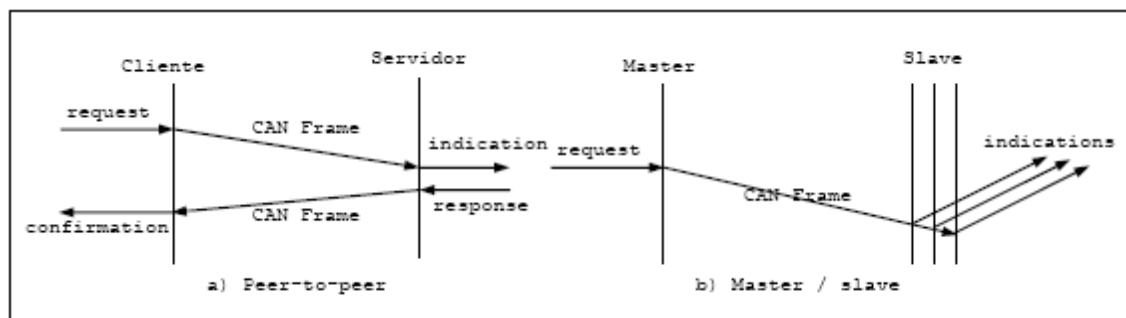 Cliente
Servidor
request
CAN Frame
indication
response
CAN Frame
confirmation
a) Peer-to-peer
Master
Slave
request
CAN Frame
indications
b) Master / slave